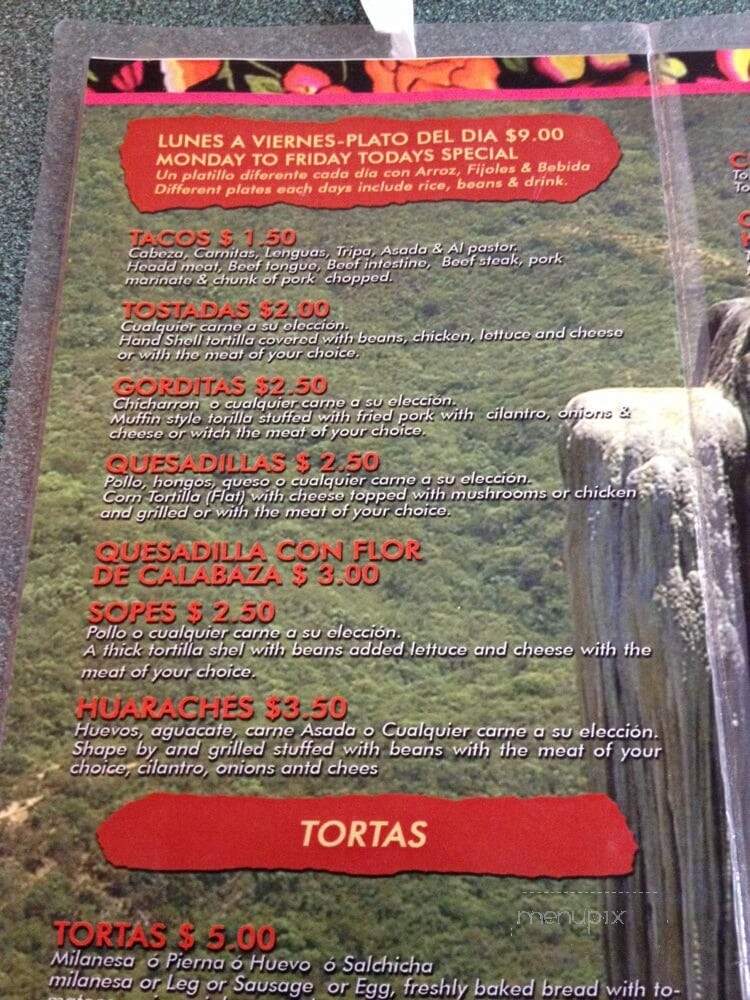 LUNES A VIERNES-PLATO DEL DIA $9.00
MONDAY TO FRIDAY TODAYS SPECIAL
Un platillo diferente cada día con Arroz, Fijoles & Bebida
Different plates each days include rice, beans & drink.
TACOS $ 1.50
Cabeza, Carnitas, Lenguas, Tripa, Asada & Al pastor.
Headd meat, Beef tongue, Beef intestine, Beef steak, pork
marinate & chunk of pork chopped.
TOSTADAS $2.00
Cualquier carne a su elección.
Hand Shell tortilla covered with beans, chicken, lettuce and cheese
or with the meat of your choice.
GORDITAS $2.50
Chicharron o cualquier carne a su elección.
Muffin style torilla stuffed with fried pork with cilantro, onions &
cheese or witch the meat of your choice.
QUESADILLAS $ 2.50
Pollo, hongos, queso o cualquier carne a su elección.
Corn Tortilla (Flat) with cheese topped with mushrooms or chicken
and grilled or with the meat of your choice.
QUESADILLA CON FLOR
DE CALABAZA $ 3.00
SOPES $ 2.50
Pollo o cualquier carne a su elección.
A thick tortilla shel with beans added lettuce and cheese with the
meat of your choice.
HUARACHES $3.50
Huevos, aguacate, carne Asada o Cualquier carne a su elección.
Shape by and grilled stuffed with beans with the meat of your
choice, cilantro, onions antd chees
TORTAS
menupix
TORTAS $ 5.00
Milanesa ó Pierna ó Huevo ó Salchicha
milanesa or Leg or Sausage or Egg, freshly baked bread with to-